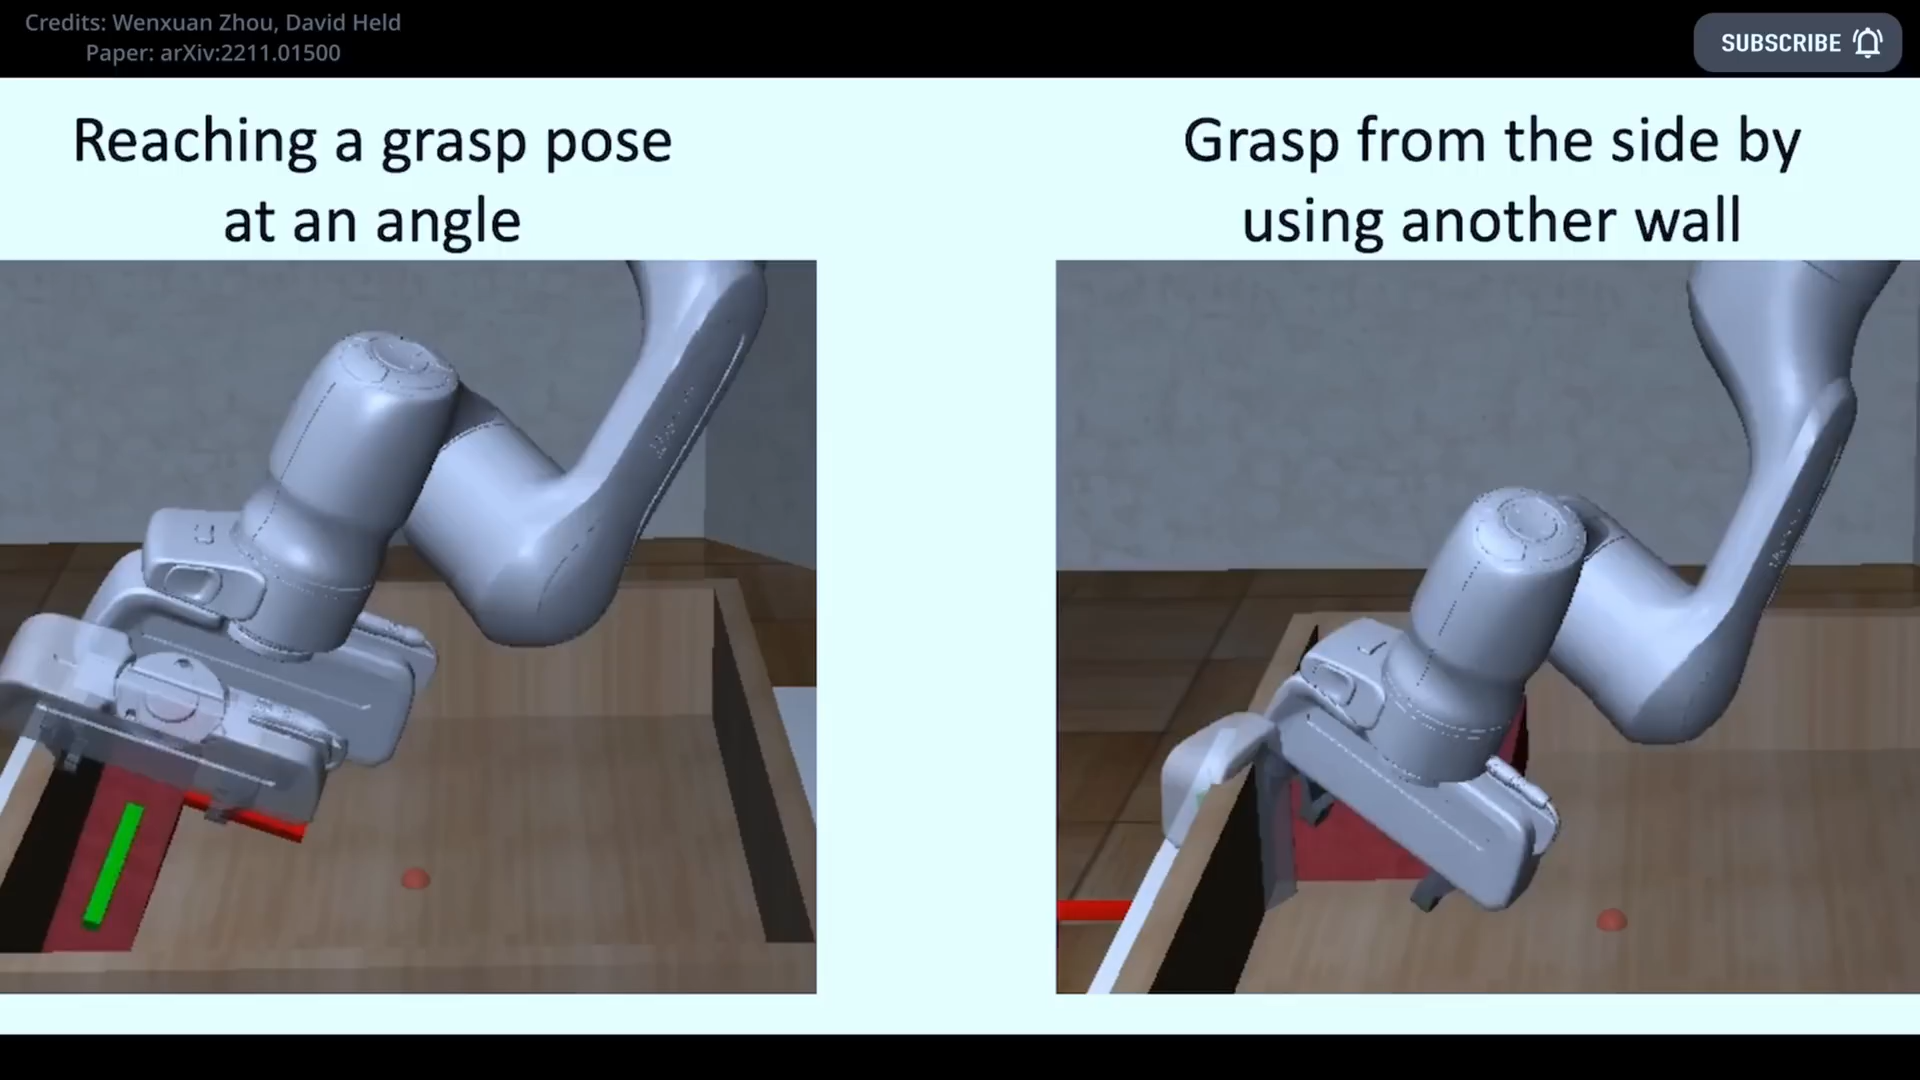 Credits: Wenxuan Zhou, David Held
Paper: arXiv:2211.01500
SUBSCRIBE
Reaching a grasp pose
at an angle
Grasp from the side by
using another wall